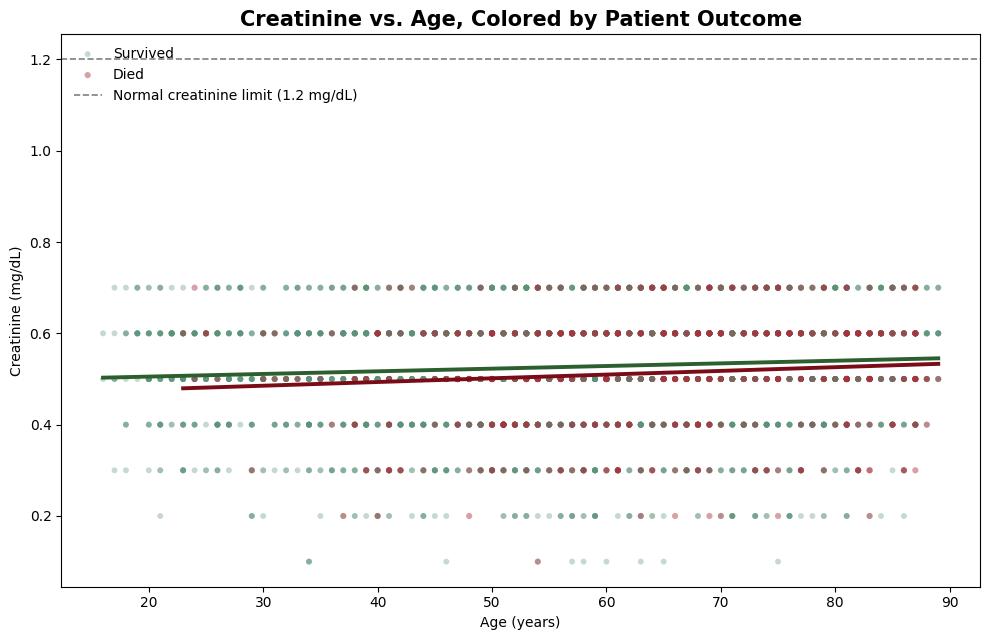 Creatinine vs. Age, Colored by Patient Outcome
Survived
Died
Normal creatinine limit (1.2 mg/dL)
Creatinine (mg/dL)
1.2
1.0
0.8
0.6
0.4
0.2
20 30 40 50 60 70 80 90
Age (years)